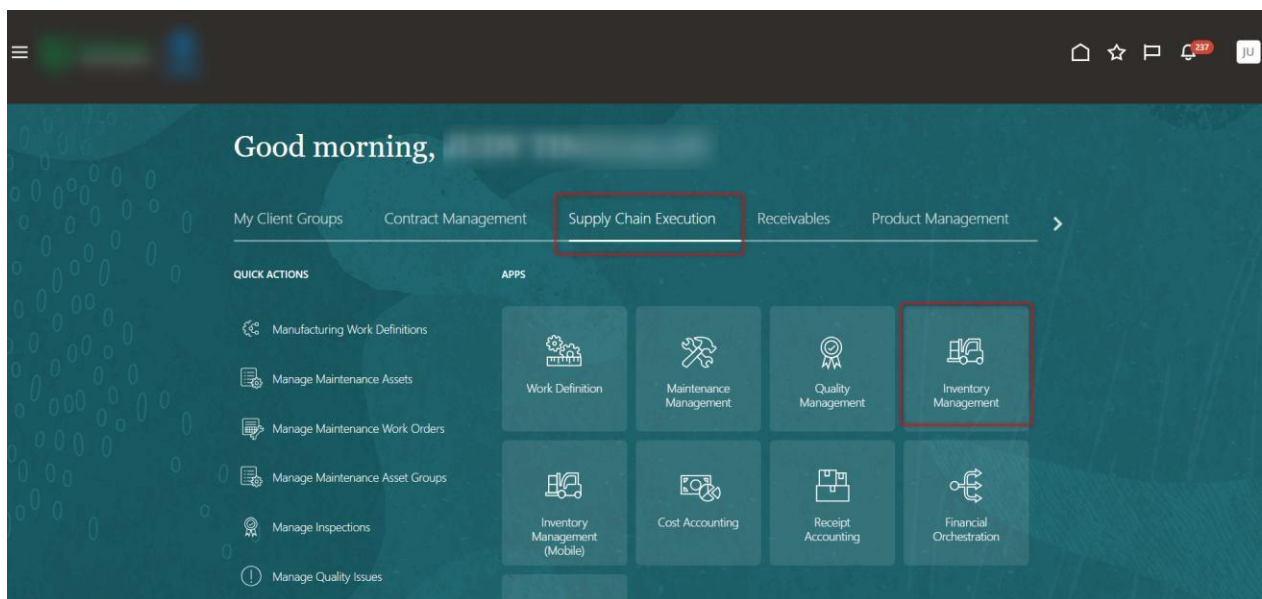 237
JU
Good morning,
My Client Groups
Contract Management
Supply Chain Execution
Receivables
Product Management
QUICK ACTIONS
Manufacturing Work Definitions
Manage Maintenance Assets
Manage Maintenance Work Orders
Manage Maintenance Asset Groups
Manage Inspections
Manage Quality Issues
APPS
Work Definition
Maintenance
Management
Quality
Management
Inventory
Management
Inventory
Management
(Mobile)
Cost Accounting
Receipt
Accounting
Financial
Orchestration